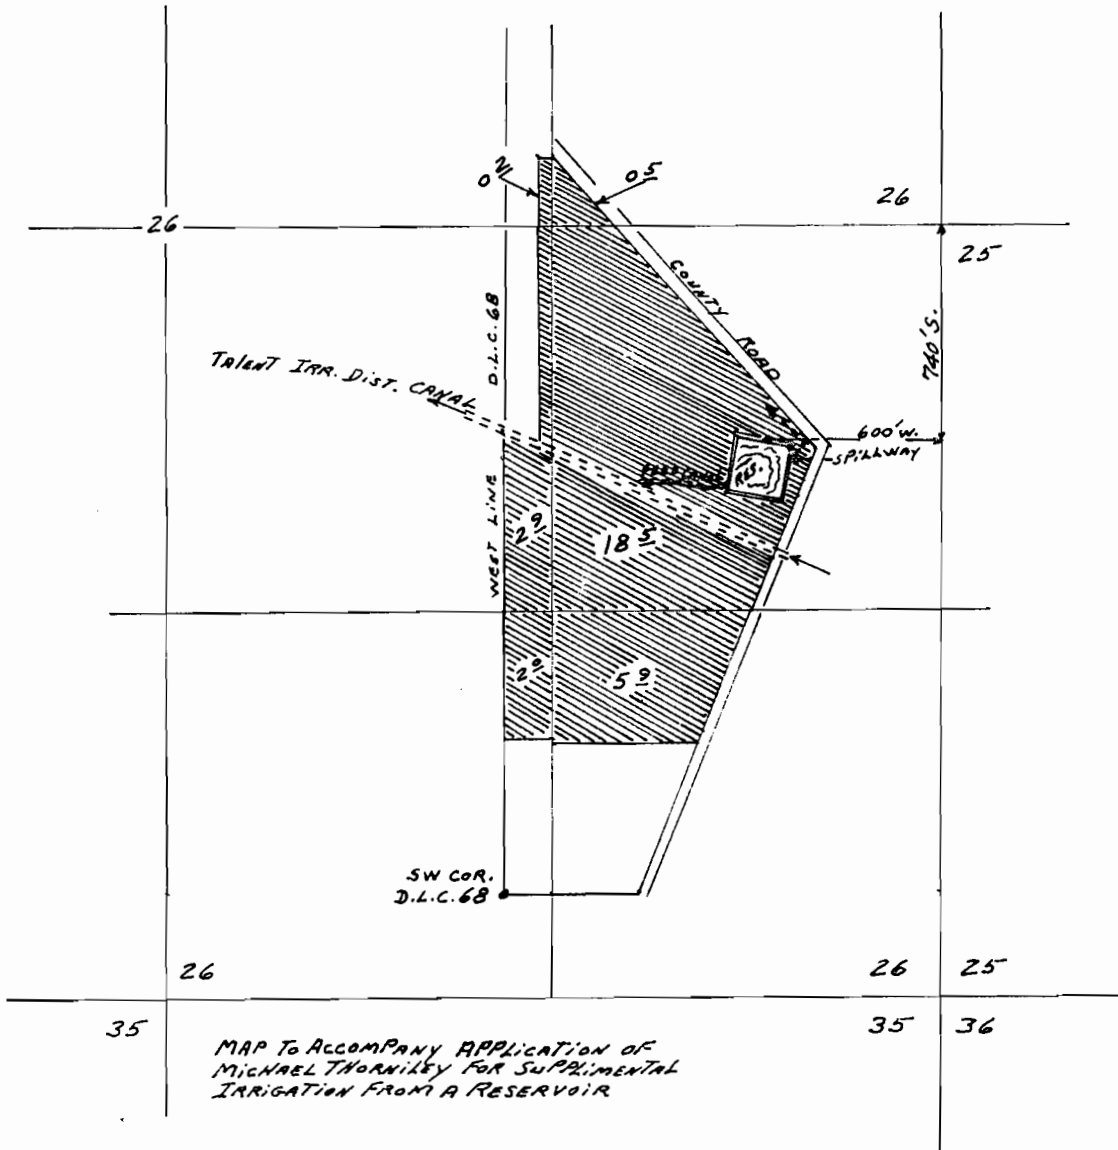 0 2
0 5
26
26
25
COUNTY ROAD
D.L.C. 68
740' S.
TALENT IRR. DIST. CANAL
600' W.
SPILLWAY
RES.
WEST LINE
2 9
18 5
2 0
5 9
SW COR.
D.L.C. 68
26
26
25
35
35
36
MAP TO ACCOMPANY APPLICATION OF
MICHAEL THORNILEY FOR SUPPLIMENTAL
IRRIGATION FROM A RESERVOIR